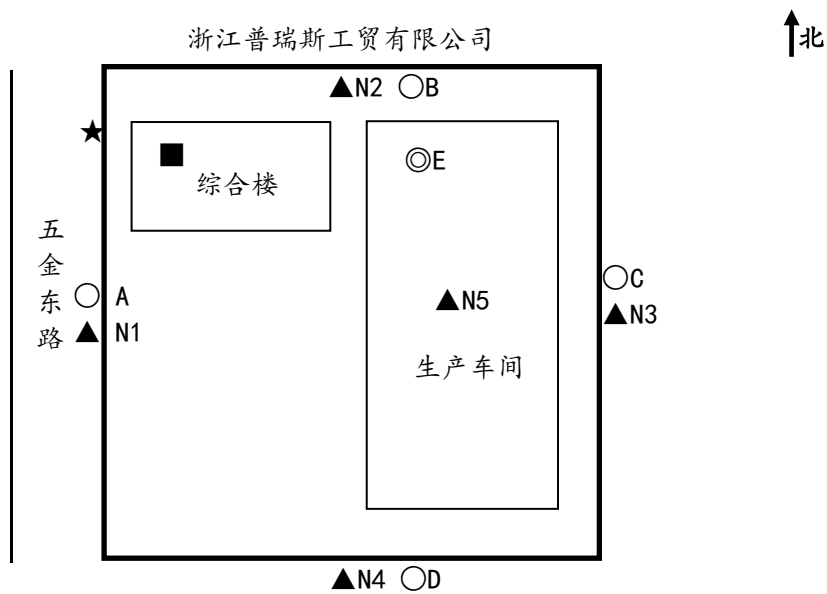 浙江普瑞斯工贸有限公司
北
▲N2 ○B
★
■
综合楼
◎E
五金东路
○ A
▲ N1
○C
▲N3
▲N5
生产车间
▲N4 ○D